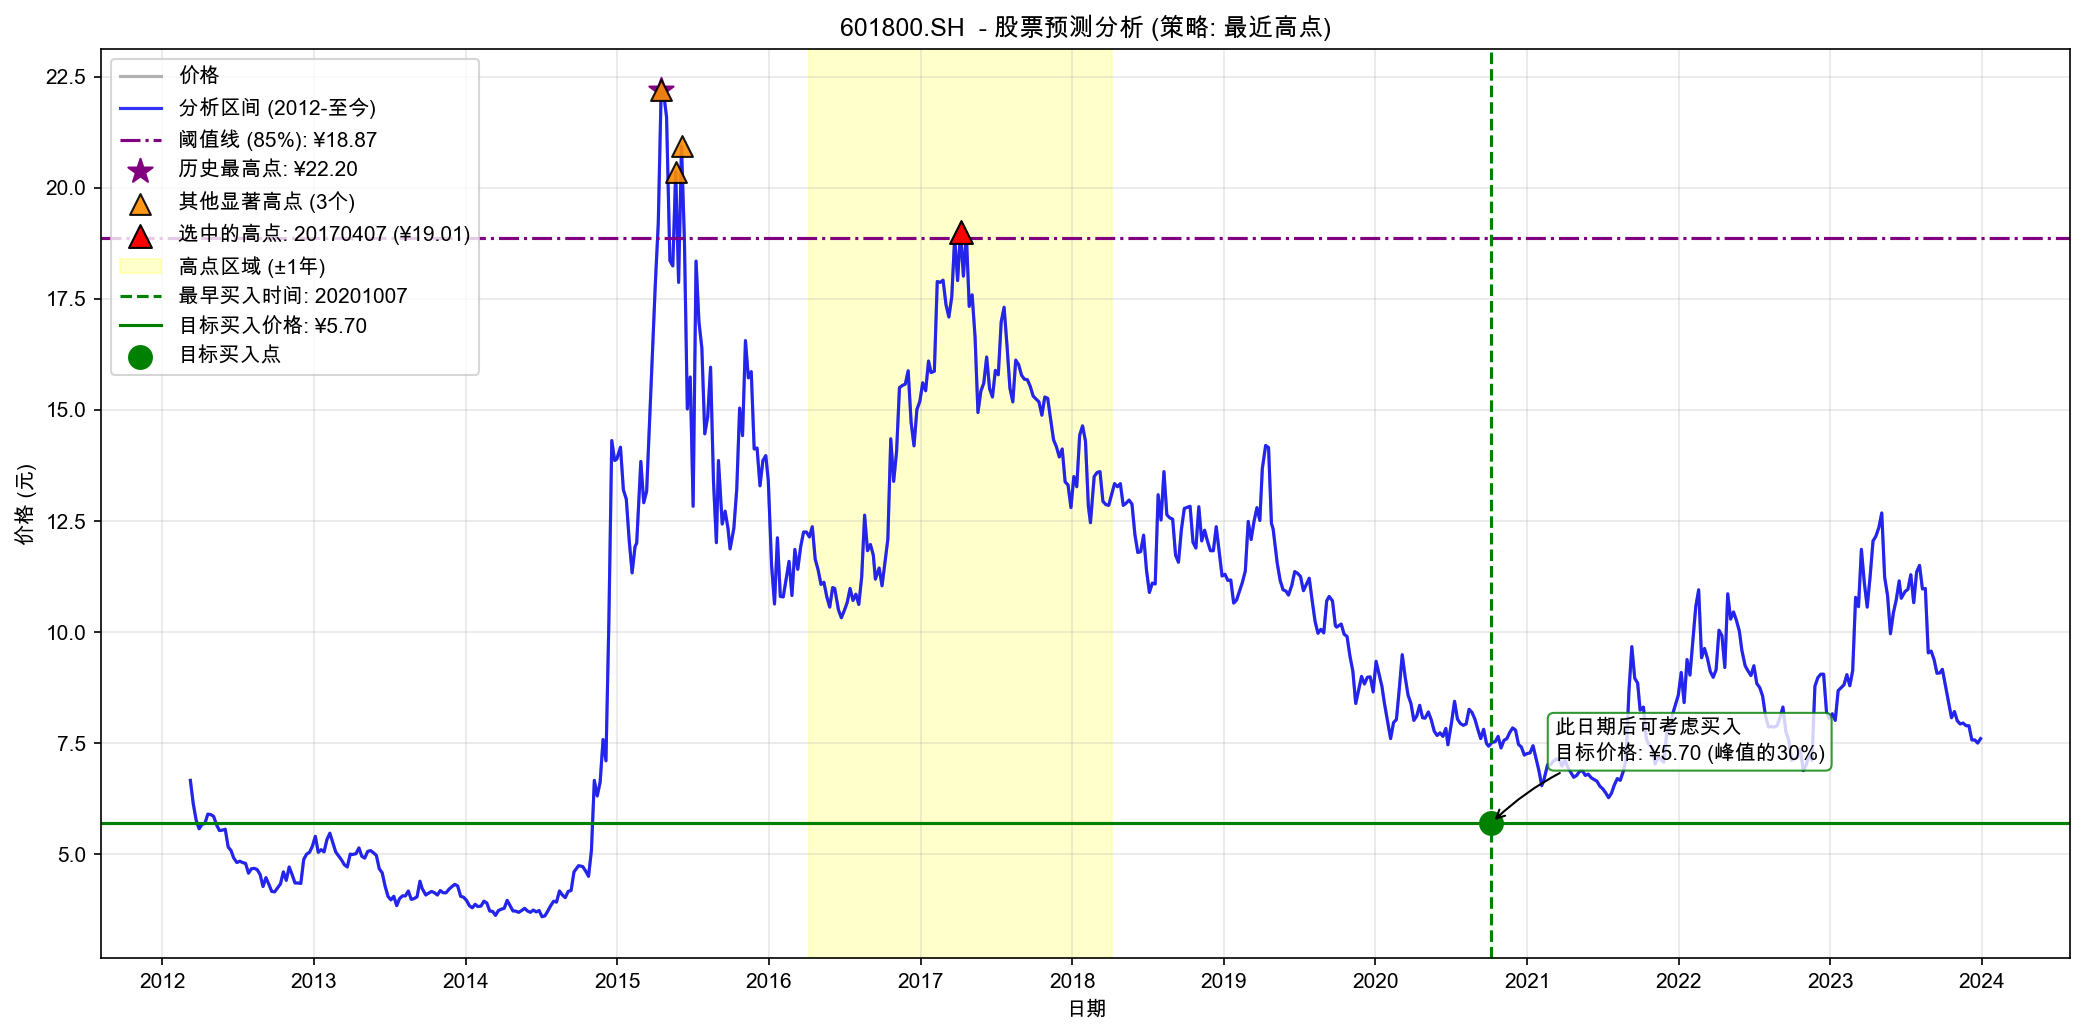 601800.SH - 股票预测分析 (策略: 最近高点)
价格
分析区间 (2012-至今)
阈值线 (85%): ¥18.87
历史最高点: ¥22.20
其他显著高点 (3个)
选中的高点: 20170407 (¥19.01)
高点区域 (±1年)
最早买入时间: 20201007
目标买入价格: ¥5.70
目标买入点
22.5
20.0
17.5
15.0
12.5
10.0
7.5
5.0
价格 (元)
此日期后可考虑买入
目标价格: ¥5.70 (峰值的30%)
2012 2013 2014 2015 2016 2017 2018 2019 2020 2021 2022 2023 2024
日期